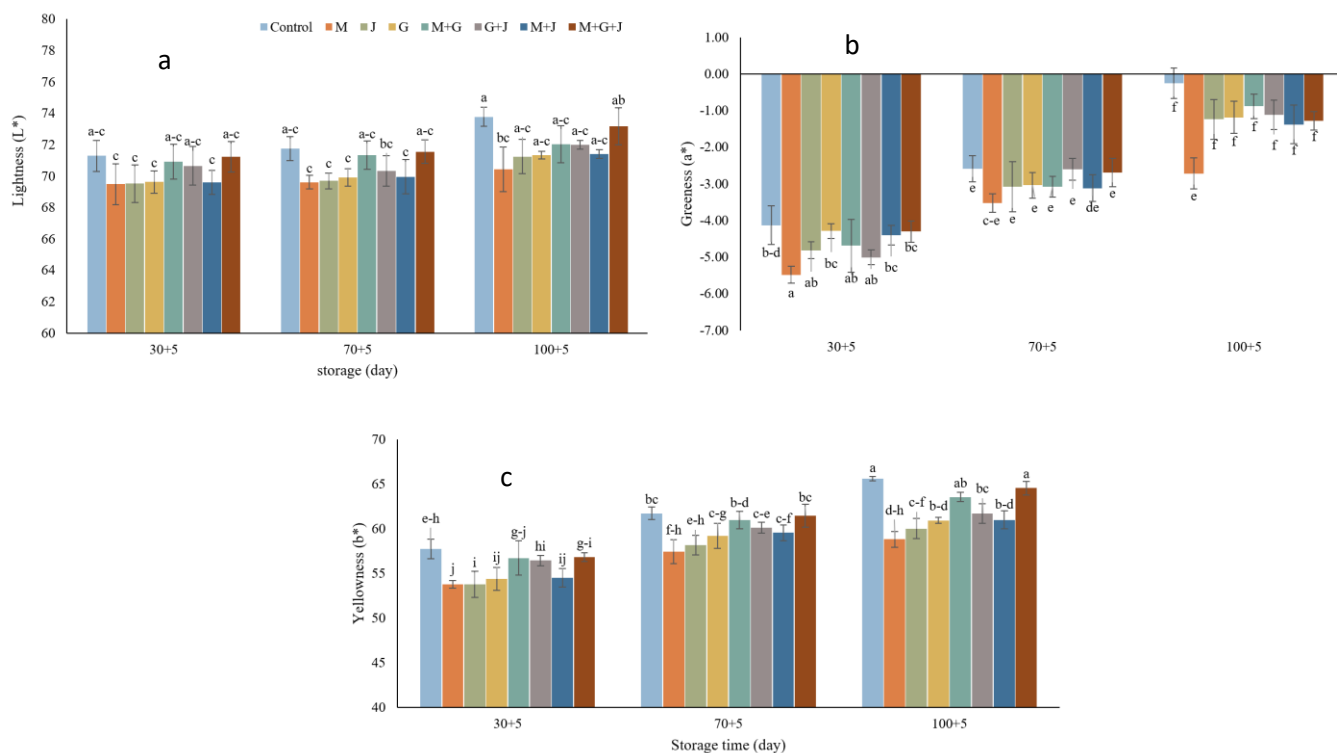 80
78
76
74
72
70
68
66
64
62
60
Lightness (L*)
Control M J G M+G G+J M+J M+G+J
a
a-c c c c a-c a-c c a-c
a-c c c c a-c bc c a-c
a bc a-c a-c a-c a-c a-c ab
30+5 70+5 100+5
storage (day)
1.00
0.00
-1.00
-2.00
-3.00
-4.00
-5.00
-6.00
-7.00
Greeness (a*)
b
b-d a ab bc ab ab bc bc
e c-e e e e e de e
f e f f f f f f
30+5 70+5 100+5
70
65
60
55
50
45
40
Yellowness (b*)
c
e-h j i ij g-j hi ij g-i
bc f-h e-h c-g b-d c-e c-f bc
a d-h c-f b-d ab bc b-d a
30+5 70+5 100+5
Storage time (day)